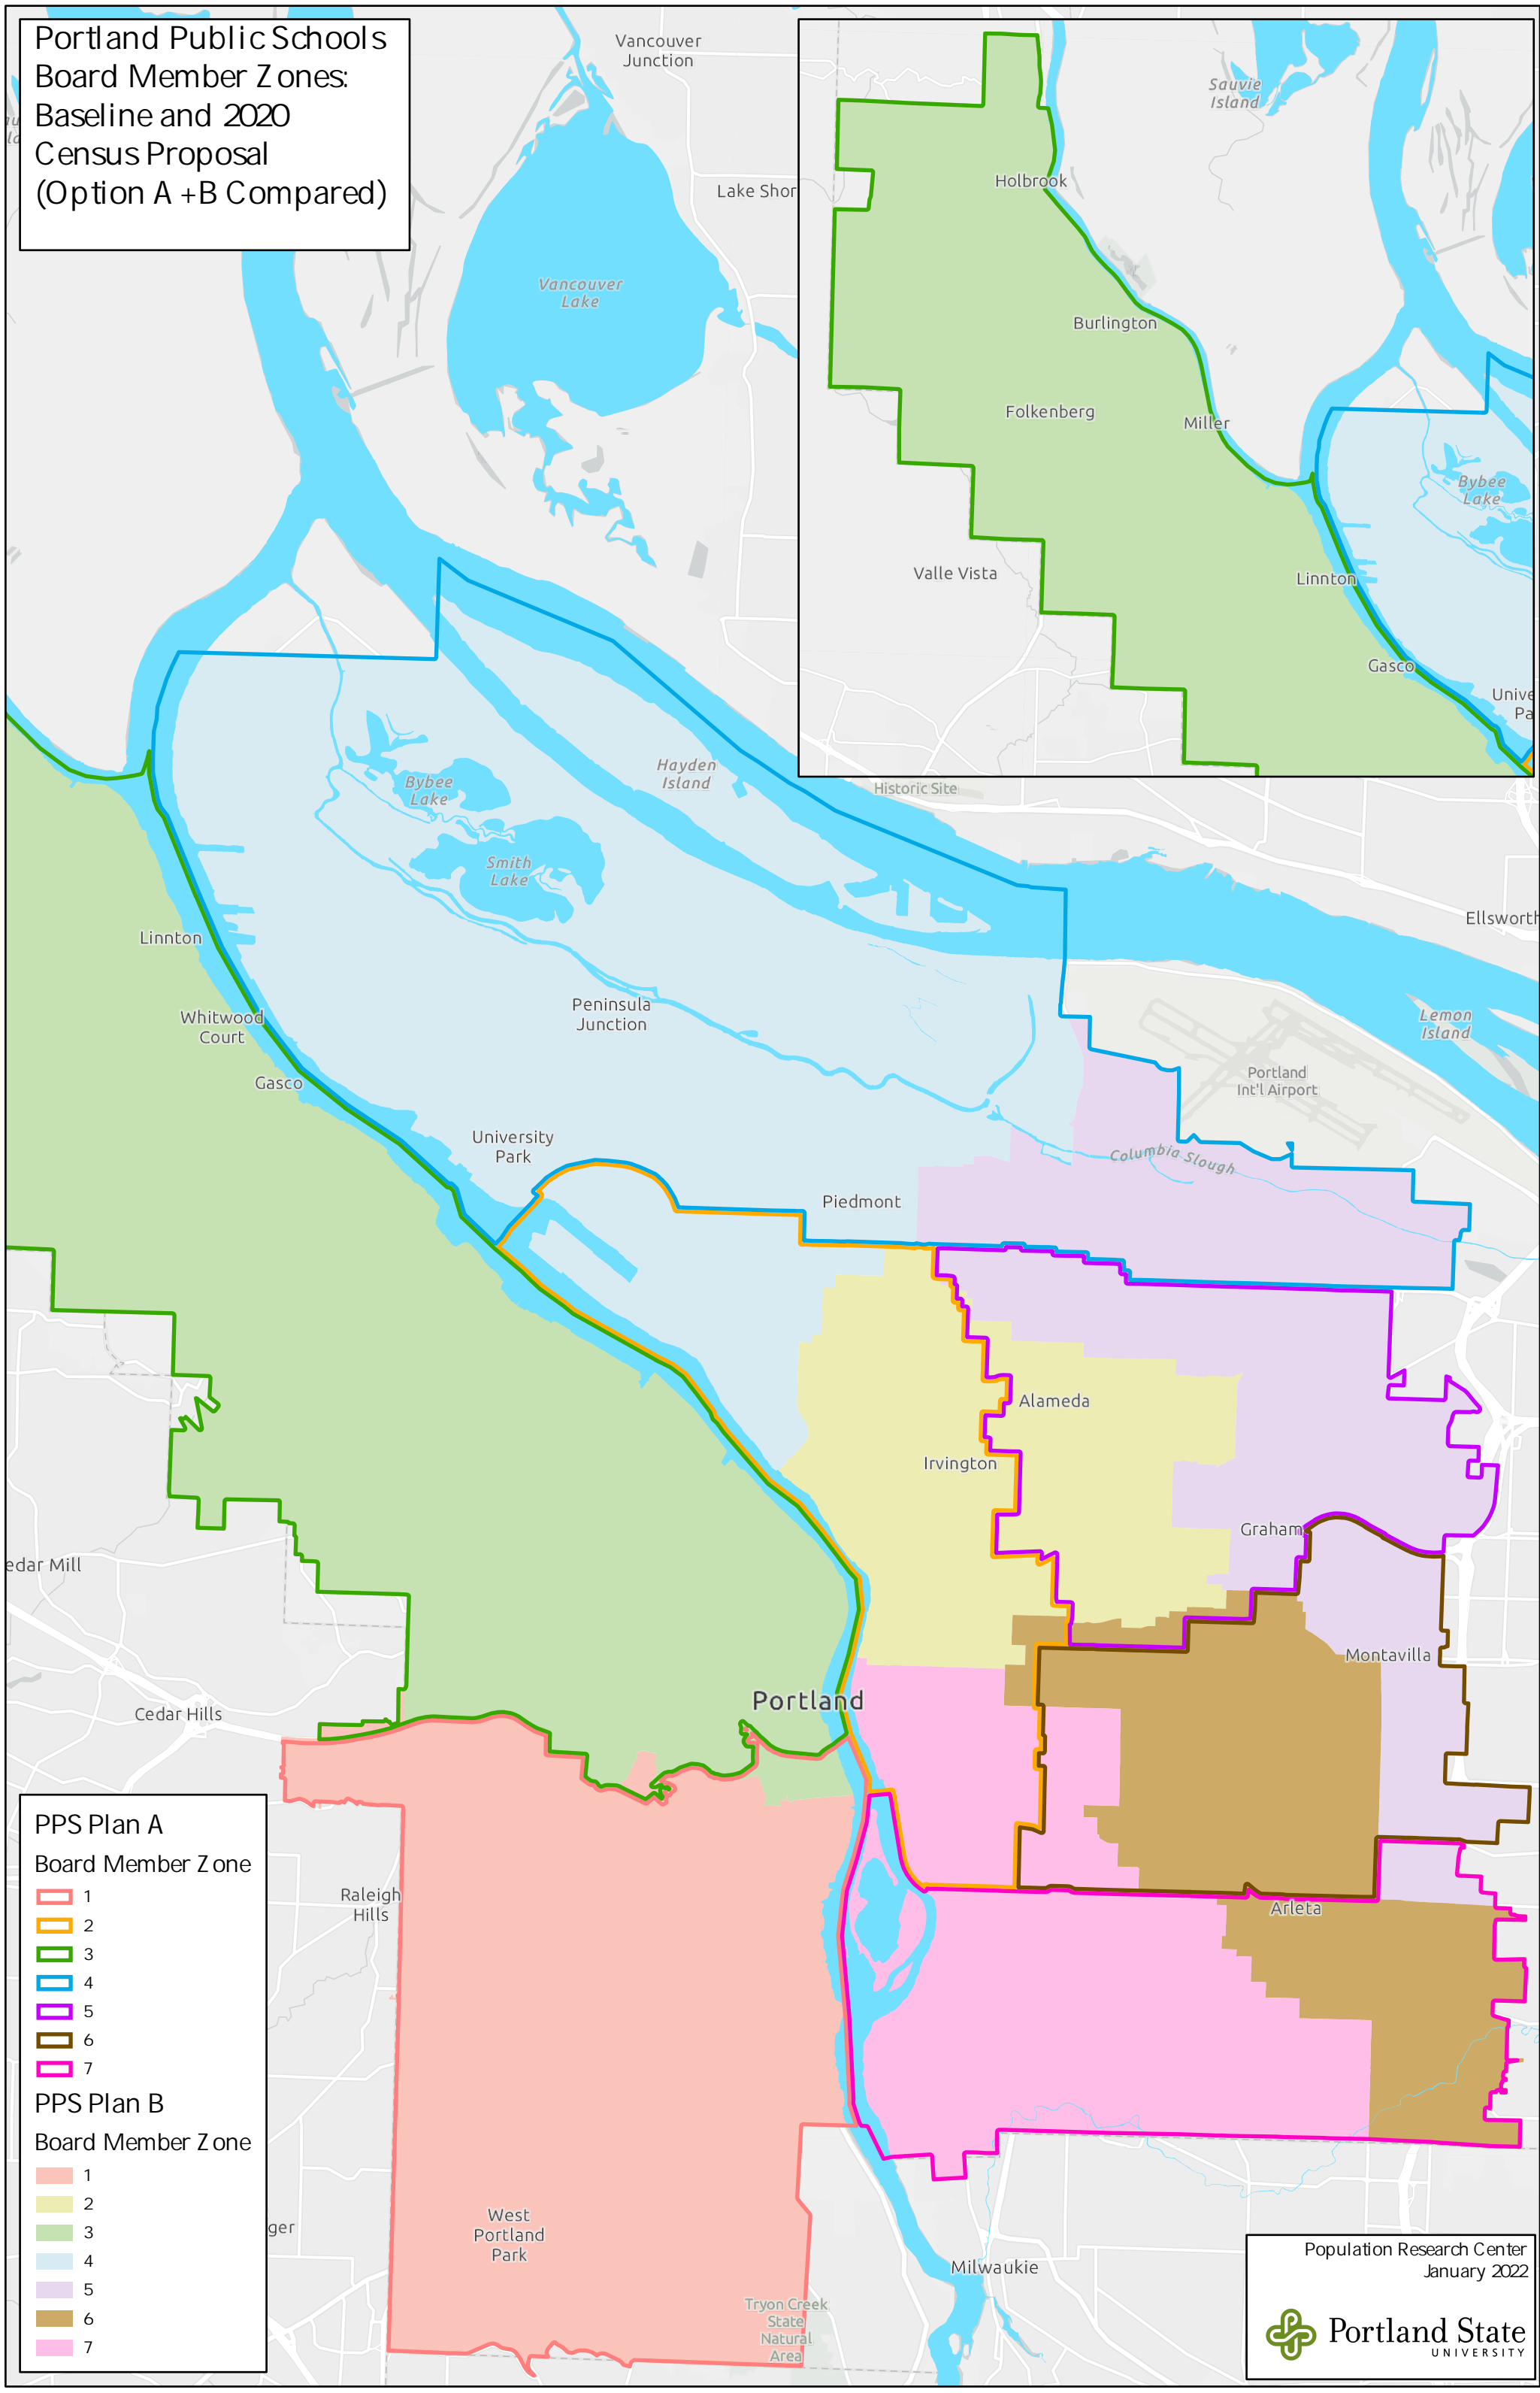 Portland Public Schools
Board Member Zones:
Baseline and 2020
Census Proposal
(Option A + B Compared)
Vancouver
Junction
Lake Shor
Vancouver
Lake
Sauvie
Island
Holbrook
Burlington
Folkenberg
Miller
Bybee
Lake
Valle Vista
Linnton
Gasco
Unive
Pa
Historic Site
Hayden
Island
Bybee
Lake
Smith
Lake
Ellsworth
Linnton
Peninsula
Junction
Whitwood
Court
Lemon
Island
Gasco
Portland
Int'l Airport
University
Park
Columbia Slough
Piedmont
Alameda
Irvington
Graham
edar Mill
Montavilla
Portland
Cedar Hills
Raleigh
Hills
Arleta
PPS Plan A
Board Member Zone
1
2
3
4
5
6
7
PPS Plan B
Board Member Zone
1
2
3
4
5
6
7
ger
West
Portland
Park
Milwaukie
Tryon Creek
State
Natural
Area
Population Research Center
January 2022
Portland State
UNIVERSITY